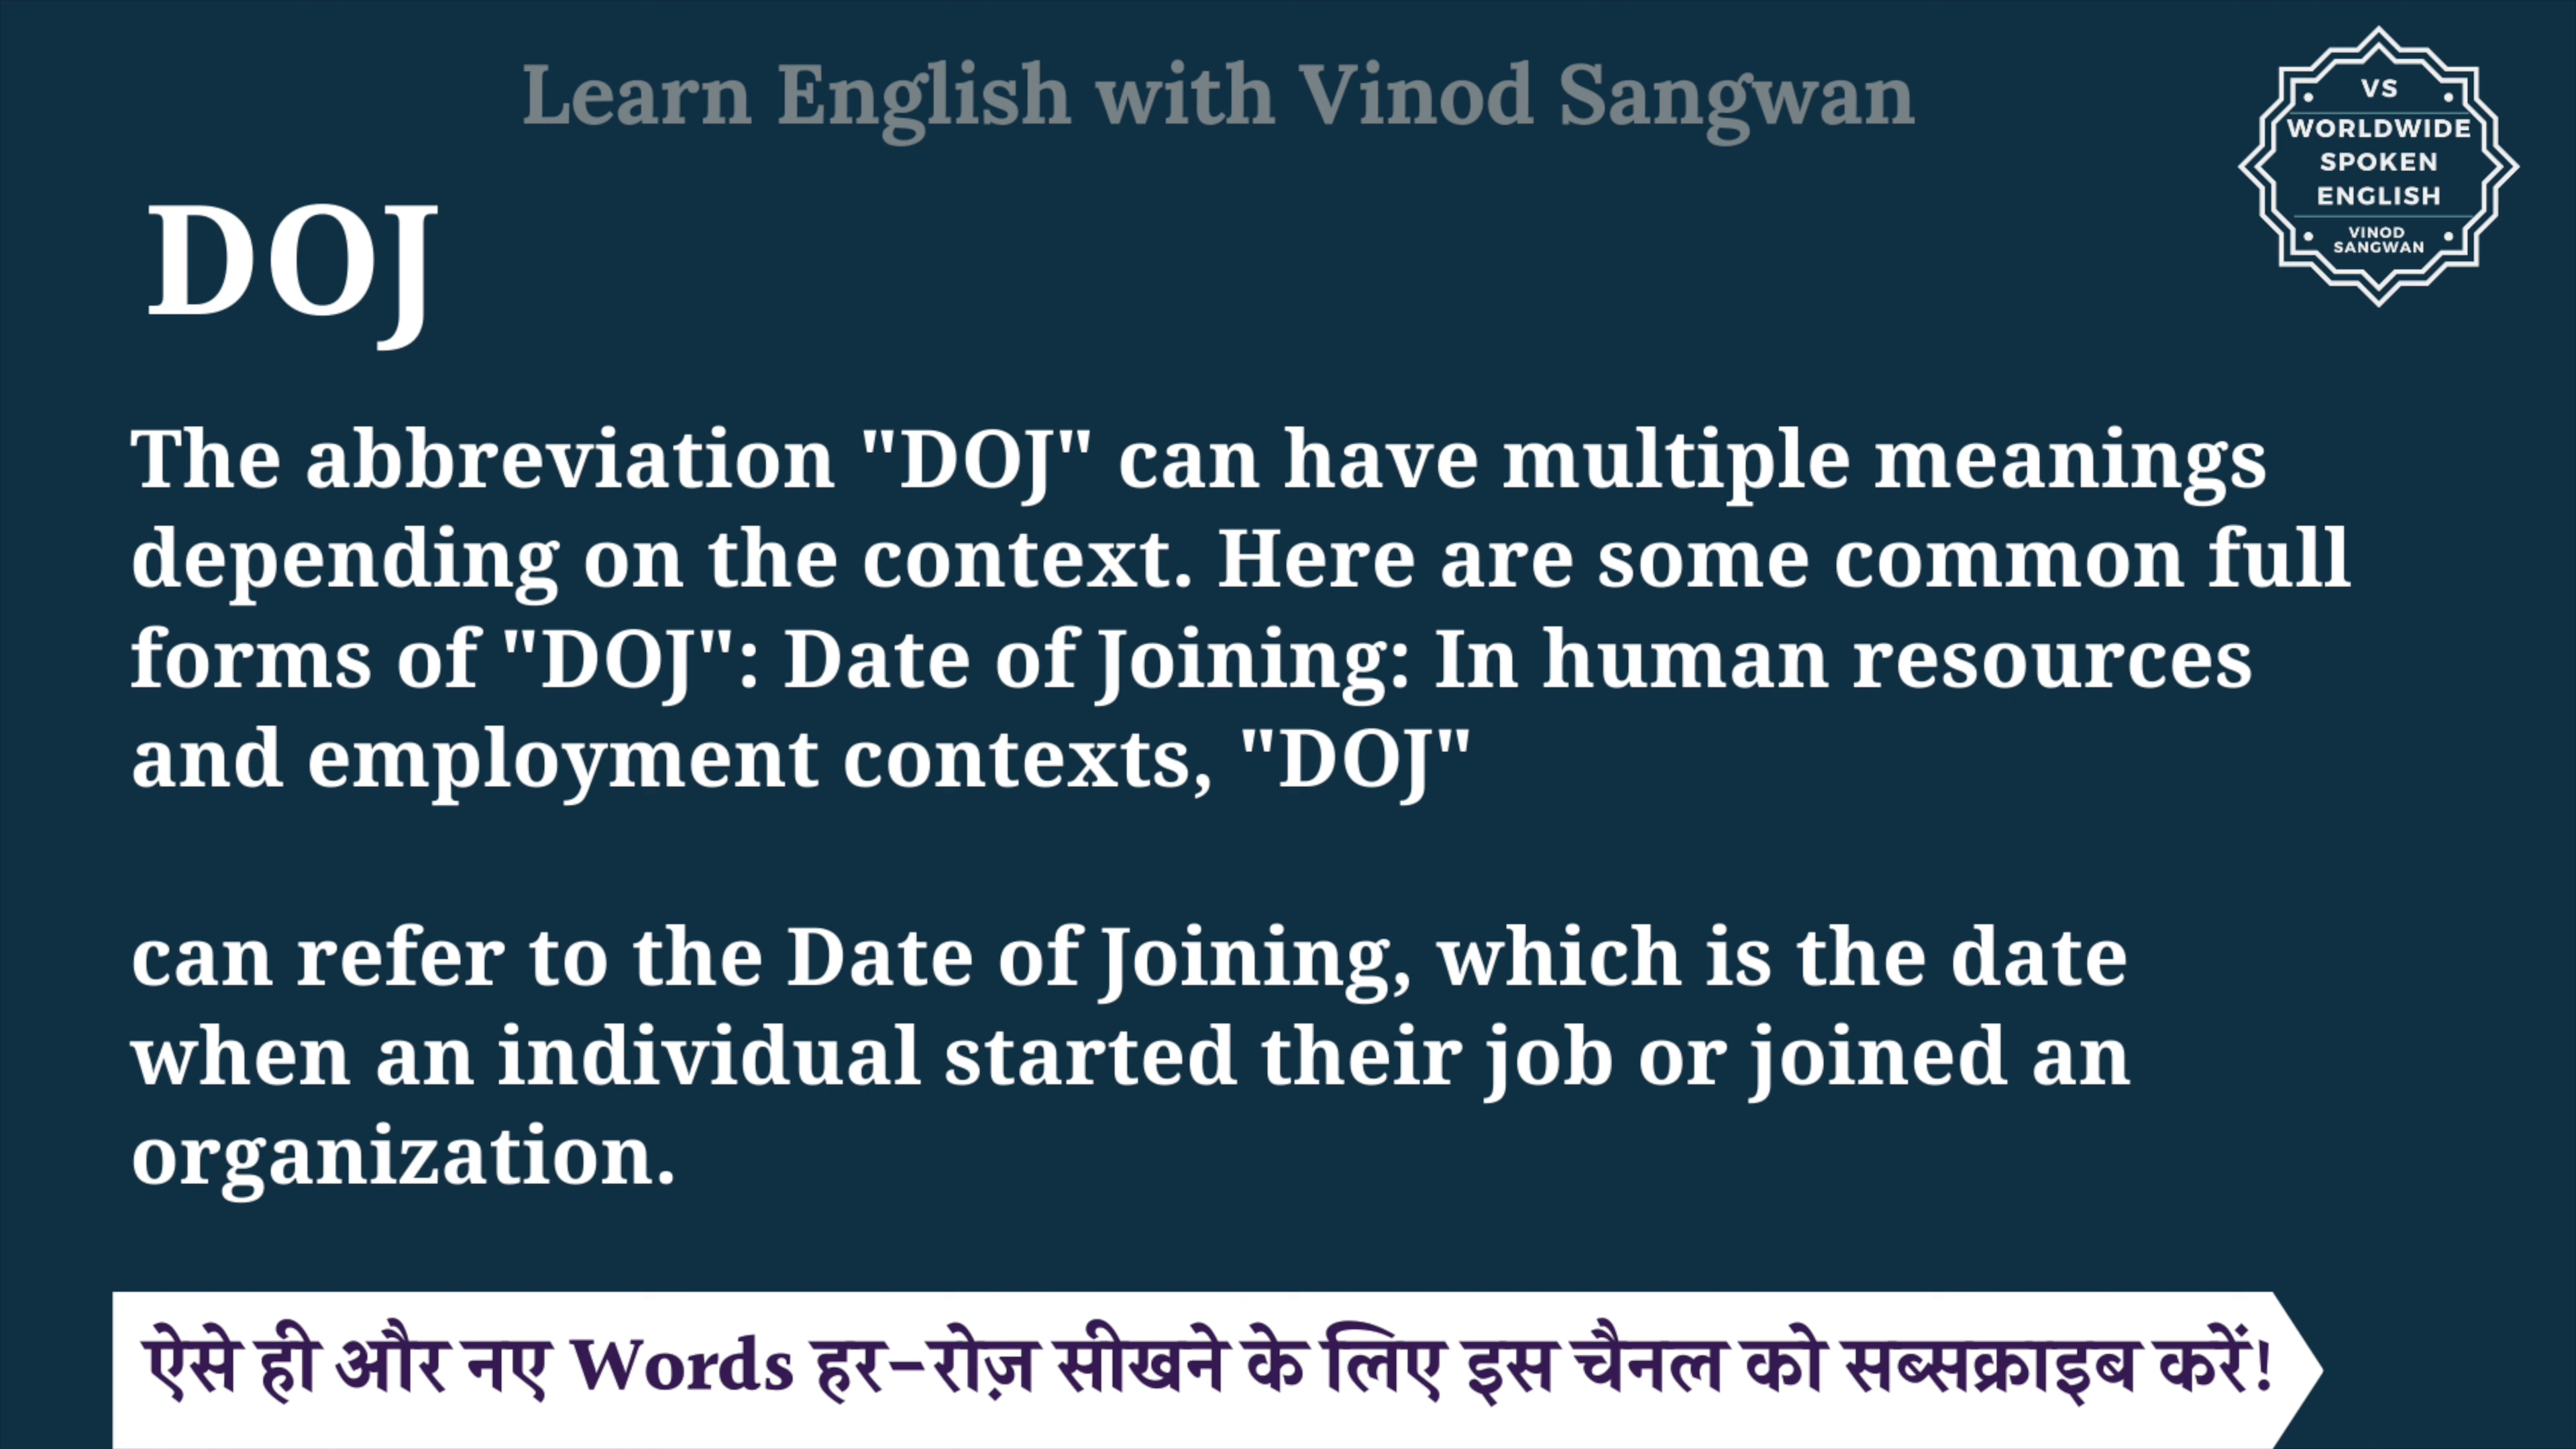 Learn English with Vinod Sangwan
VS
WORLDWIDE
SPOKEN
ENGLISH
VINOD
SANGWAN
DOJ
The abbreviation "DOJ" can have multiple meanings
depending on the context. Here are some common full
forms of "DOJ": Date of Joining: In human resources
and employment contexts, "DOJ"
can refer to the Date of Joining, which is the date
when an individual started their job or joined an
organization.
ऐसे ही और नए Words हर-रोज़ सीखने के लिए इस चैनल को सब्सक्राइब करें!